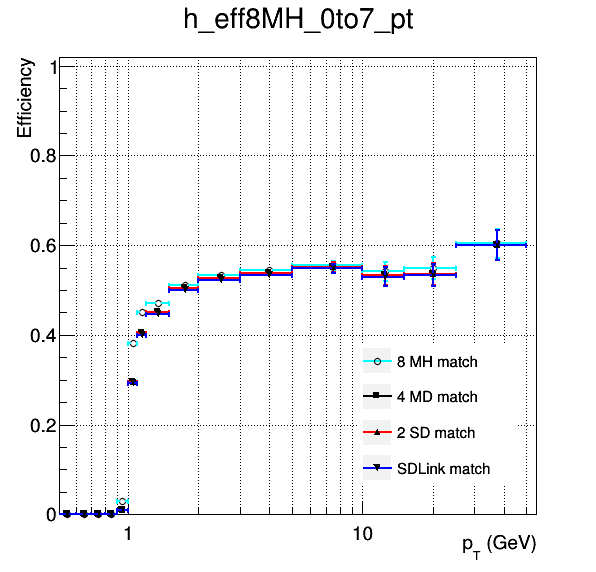 h_eff8MH_0to7_pt
Efficiency
1
0.8
0.6
0.4
0.2
0
8 MH match
4 MD match
2 SD match
SDLink match
1
10
p_T (GeV)